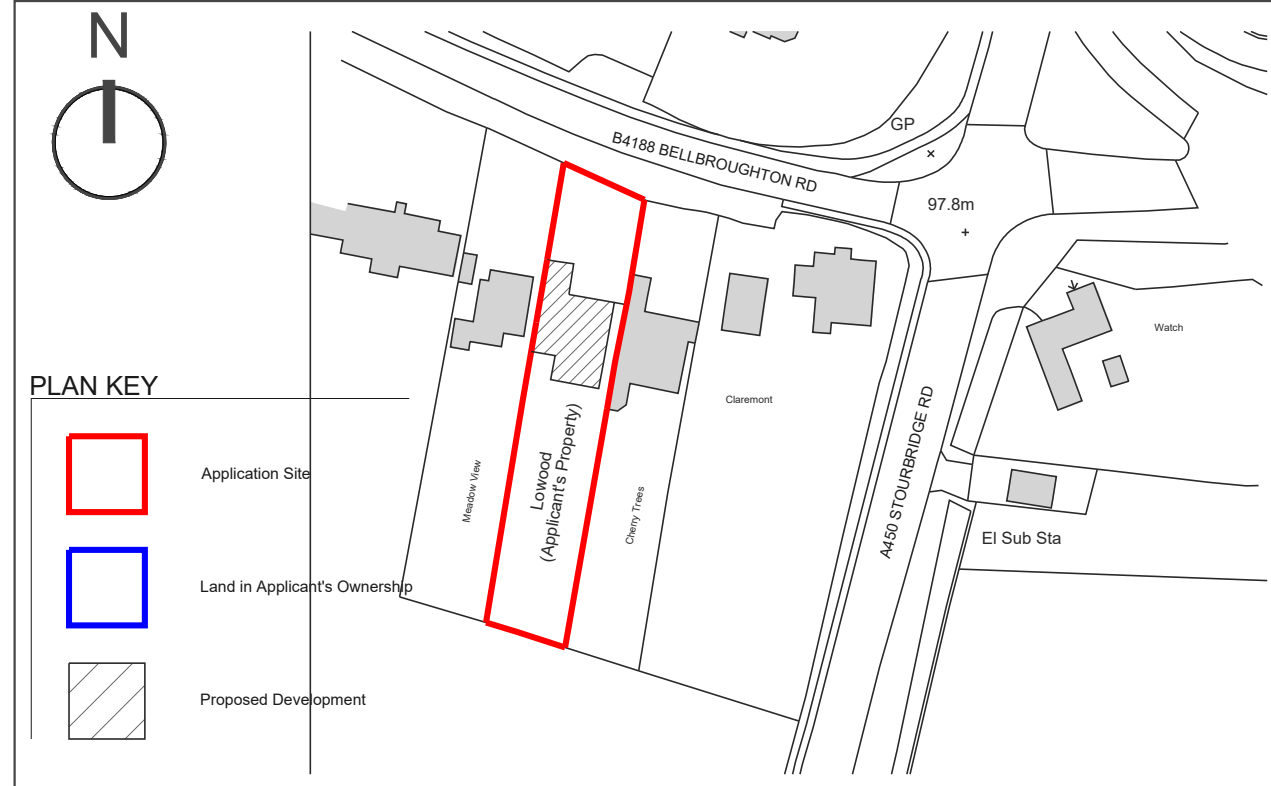 N
PLAN KEY
Application Site
Land in Applicant's Ownership
Proposed Development
B4188 BELLBROUGHTON RD
GP
97.8m
Watch
Claremont
Meadow View
Lowood
(Applicant's Property)
Cherry Trees
A450 STOURBRIDGE RD
El Sub Sta